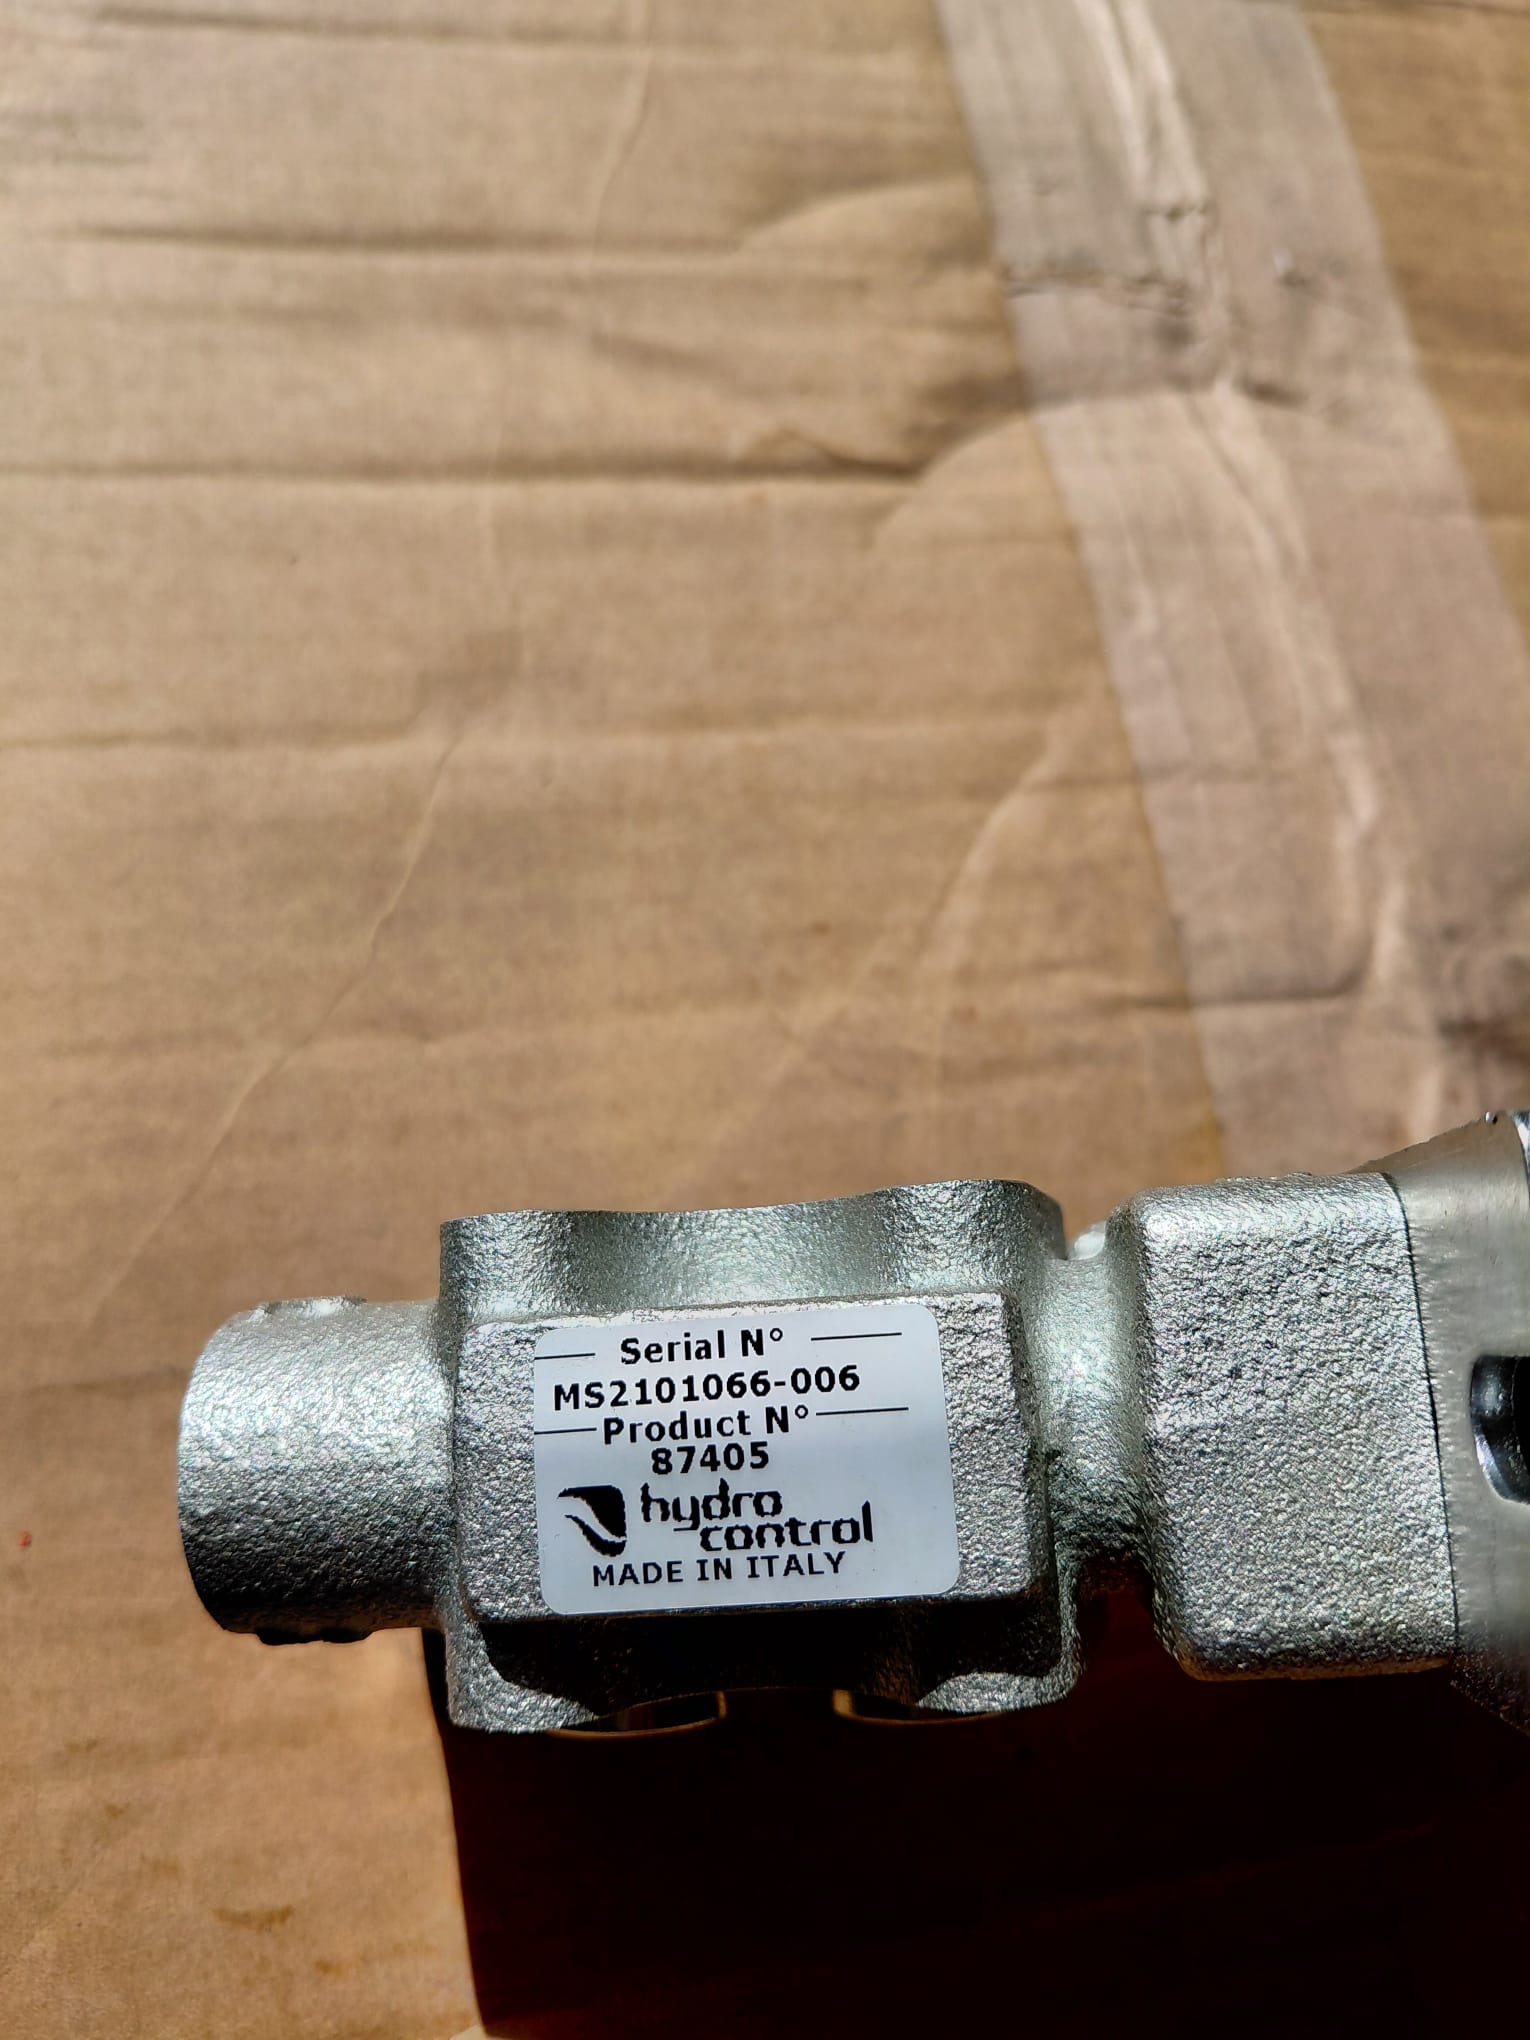 Serial N°
MS2101066-006
Product N°
87405
hydro
control
MADE IN ITALY